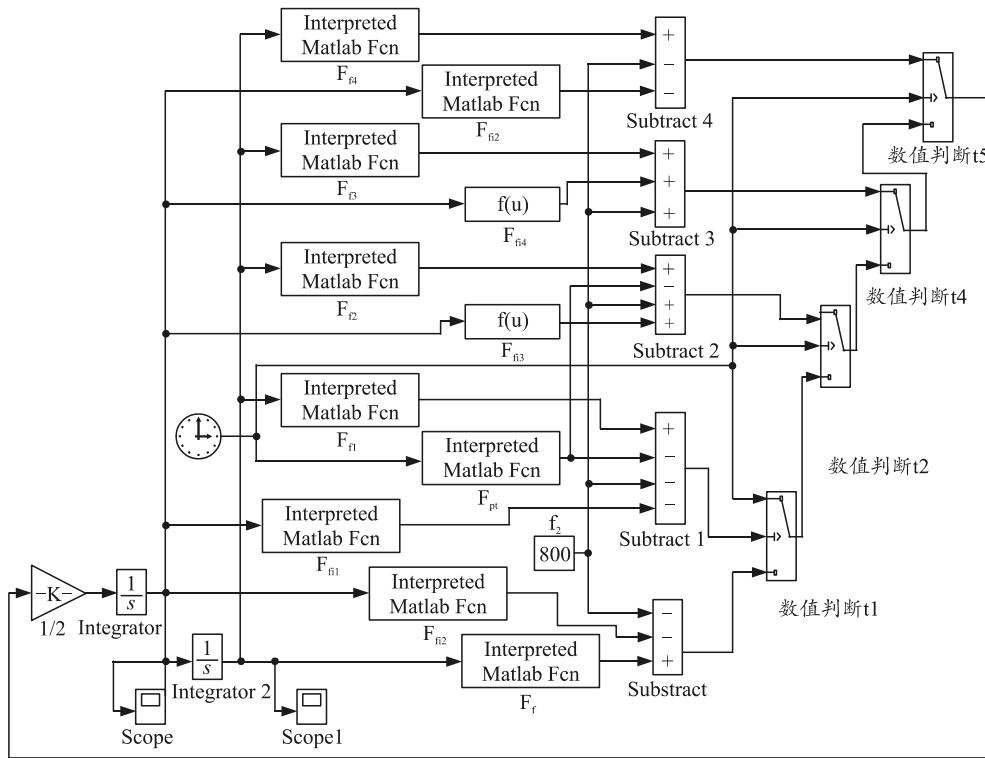 Interpreted
Matlab Fcn
F_f4
+
−
−
Subtract 4
Interpreted
Matlab Fcn
F_fi2
数值判断t5
Interpreted
Matlab Fcn
F_f3
+
+
+
Subtract 3
f(u)
F_fi4
数值判断t4
Interpreted
Matlab Fcn
F_f2
+
−
+
+
Subtract 2
f(u)
F_fi3
Interpreted
Matlab Fcn
F_f1
+
−
−
−
Subtract 1
数值判断t2
Interpreted
Matlab Fcn
F_pt
Interpreted
Matlab Fcn
F_fi1
f_2
800
数值判断t1
−K−
1/2
1
s
Integrator
Interpreted
Matlab Fcn
F_fi2
−
−
+
Substract
1
s
Integrator 2
Interpreted
Matlab Fcn
F_f
Scope
Scope1